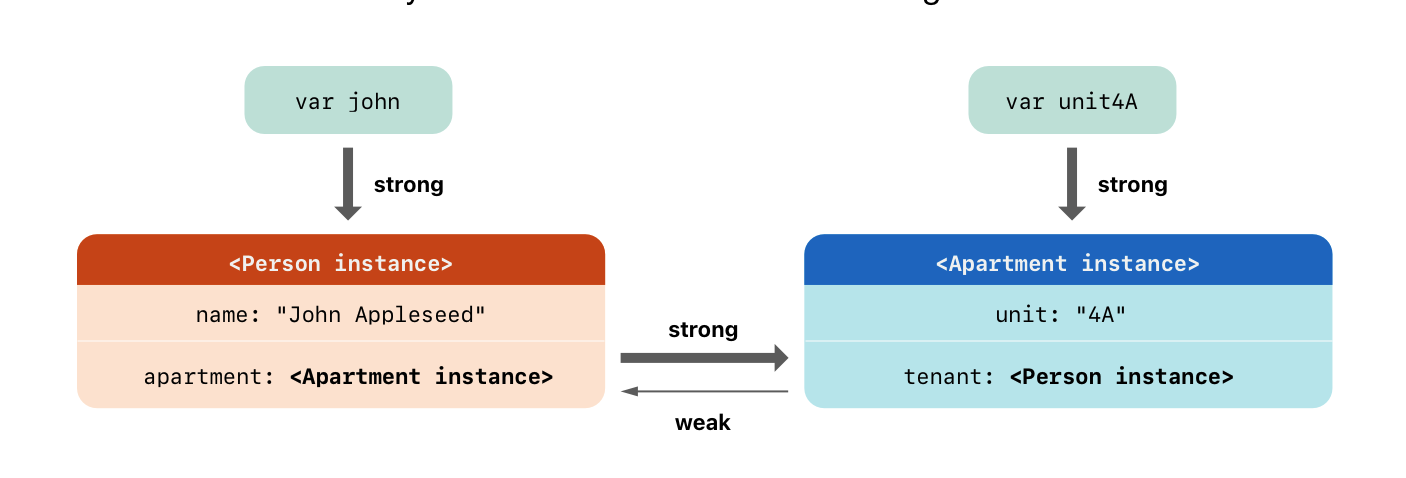 var john
var unit4A
strong
strong
<Person instance>
<Apartment instance>
name: "John Appleseed"
unit: "4A"
strong
apartment: <Apartment instance>
tenant: <Person instance>
weak